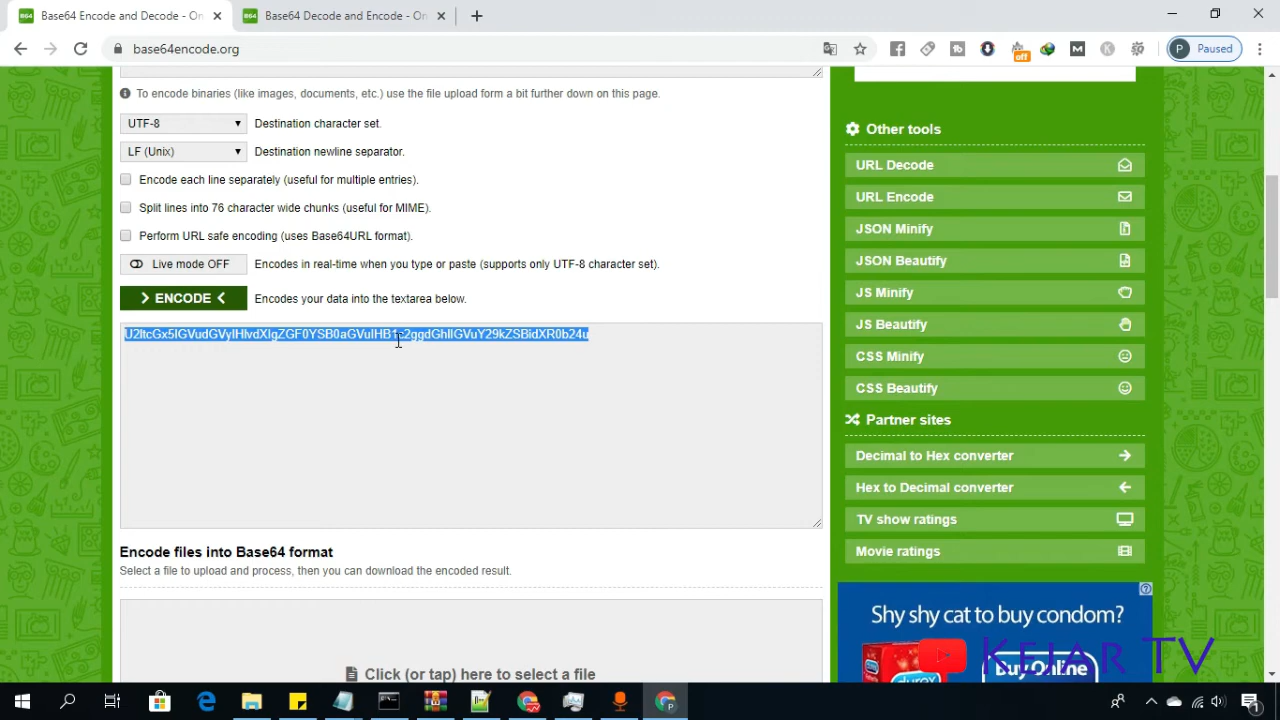 Base64 Encode and Decode - On
Base64 Decode and Encode - On
base64encode.org
off
M
K
P
Paused
To encode binaries (like images, documents, etc.) use the file upload form a bit further down on this page.
UTF-8
Destination character set.
LF (Unix)
Destination newline separator.
Encode each line separately (useful for multiple entries).
Split lines into 76 character wide chunks (useful for MIME).
Perform URL safe encoding (uses Base64URL format).
Live mode OFF
Encodes in real-time when you type or paste (supports only UTF-8 character set).
ENCODE
Encodes your data into the textarea below.
U2ltcGx5IGVudGVyIHlvdXIgZGF0YSB0aGVuIHB1c2ggdGhlIGVuY29kZSBidXR0b24u
Encode files into Base64 format
Select a file to upload and process, then you can download the encoded result.
Click (or tap) here to select a file
Other tools
URL Decode
URL Encode
JSON Minify
JSON Beautify
JS Minify
JS Beautify
CSS Minify
CSS Beautify
Partner sites
Decimal to Hex converter
Hex to Decimal converter
TV show ratings
Movie ratings
Shy shy cat to buy condom?
durex
Buy Online
KEJAR TV